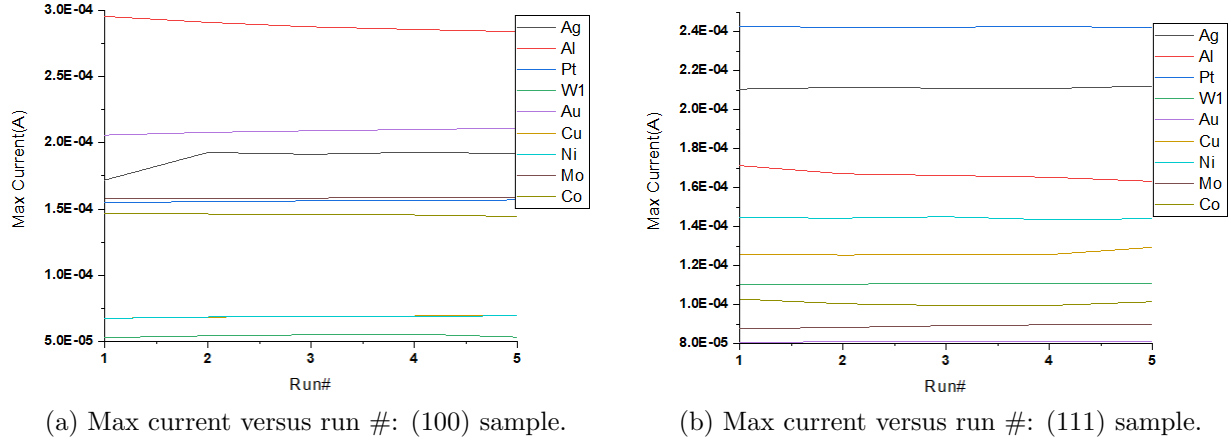 3.0E-04
2.5E-04
2.0E-04
1.5E-04
1.0E-04
5.0E-05
Max Current(A)
1 2 3 4 5
Run#
Ag
Al
Pt
W1
Au
Cu
Ni
Mo
Co
(a) Max current versus run #: (100) sample.
2.4E-04
2.2E-04
2.0E-04
1.8E-04
1.6E-04
1.4E-04
1.2E-04
1.0E-04
8.0E-05
Max Current(A)
1 2 3 4 5
Run#
Ag
Al
Pt
W1
Au
Cu
Ni
Mo
Co
(b) Max current versus run #: (111) sample.